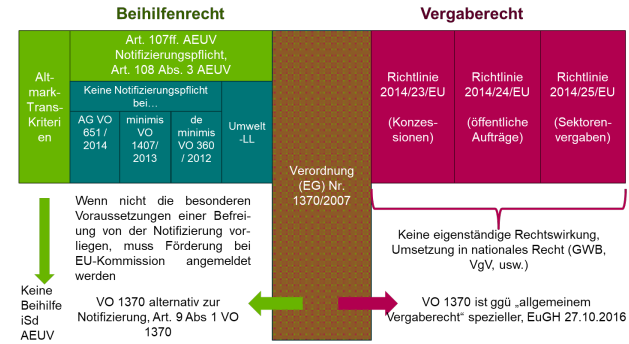 Beihilfenrecht
Vergaberecht
Alt-
mark-
Trans-
Kriteri
en
Art. 107ff. AEUV
Notifizierungspflicht,
Art. 108 Abs. 3 AEUV
Keine Notifizierungspflicht
bei…
AG VO
651 /
2014
minimis
VO
1407/
2013
de
minimis
VO 360
/ 2012
Umwelt
-LL
Verordnung
(EG) Nr.
1370/2007
Richtlinie
2014/23/EU
(Konzes-
sionen)
Richtlinie
2014/24/EU
(öffentliche
Aufträge)
Richtlinie
2014/25/EU
(Sektoren-
vergaben)
Wenn nicht die besonderen
Voraussetzungen einer Befrei-
ung von der Notifizierung vor-
liegen, muss Förderung bei
EU-Kommission angemeldet
werden
Keine eigenständige Rechtswirkung,
Umsetzung in nationales Recht (GWB,
VgV, usw.)
Keine
Beihilfe
iSd
AEUV
VO 1370 alternativ zur
Notifizierung, Art. 9 Abs 1 VO
1370
VO 1370 ist ggü „allgemeinem
Vergaberecht“ spezieller, EuGH 27.10.2016